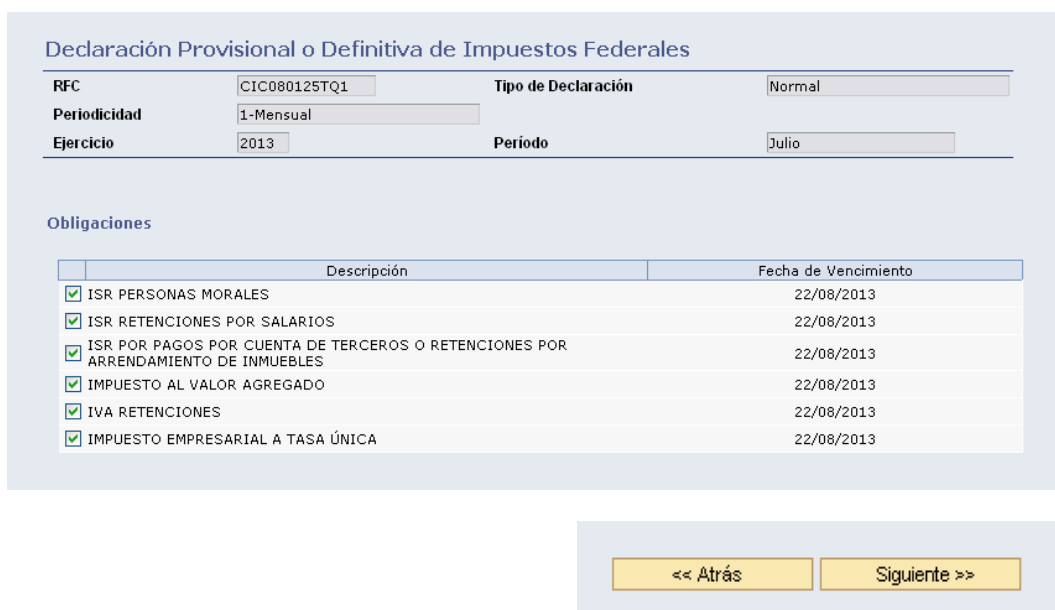 Declaración Provisional o Definitiva de Impuestos Federales
RFC CIC080125TQ1 Tipo de Declaración Normal
Periodicidad 1-Mensual
Ejercicio 2013 Período Julio
Obligaciones
Descripción Fecha de Vencimiento
ISR PERSONAS MORALES 22/08/2013
ISR RETENCIONES POR SALARIOS 22/08/2013
ISR POR PAGOS POR CUENTA DE TERCEROS O RETENCIONES POR
ARRENDAMIENTO DE INMUEBLES 22/08/2013
IMPUESTO AL VALOR AGREGADO 22/08/2013
IVA RETENCIONES 22/08/2013
IMPUESTO EMPRESARIAL A TASA ÚNICA 22/08/2013
<< Atrás Siguiente >>